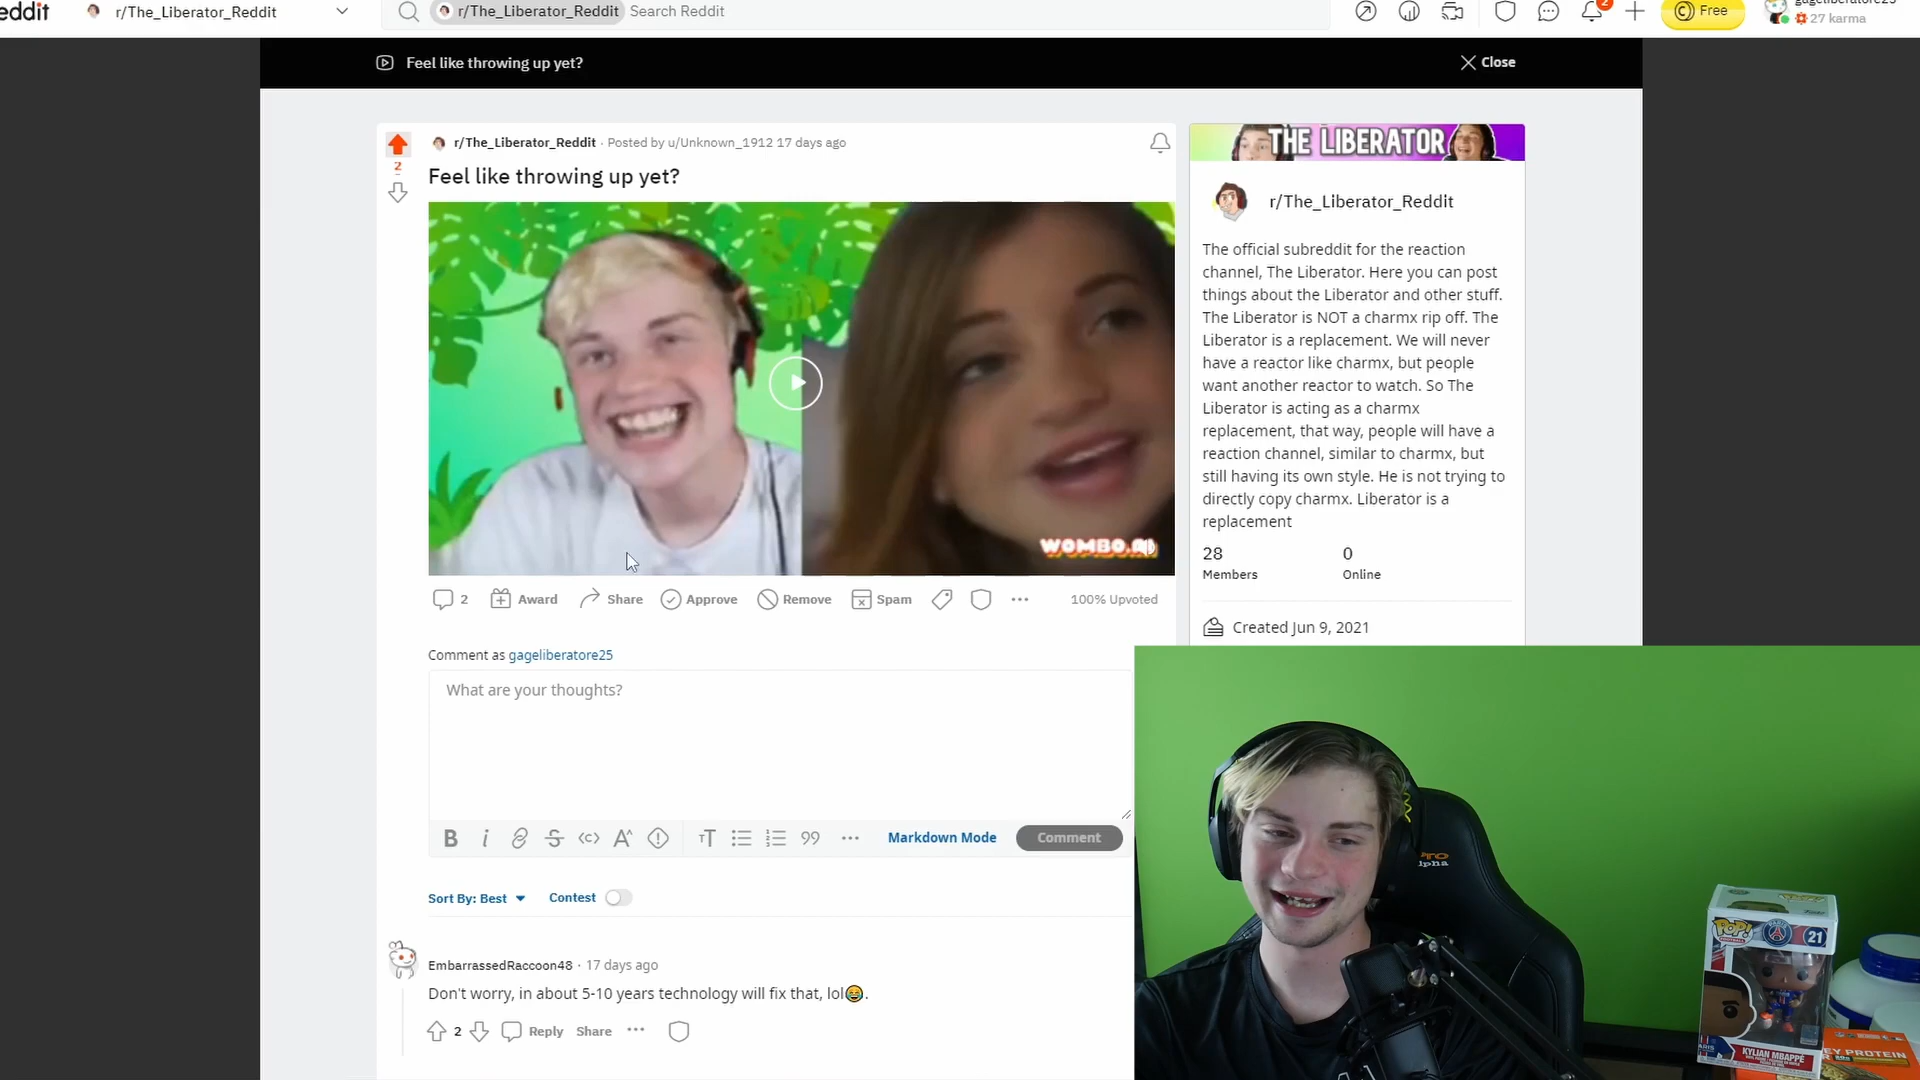 eddit r/The_Liberator_Reddit r/The_Liberator_Reddit Search Reddit 2 Free
27 karma
Feel like throwing up yet? Close
2
r/The_Liberator_Reddit · Posted by u/Unknown_1912 17 days ago
Feel like throwing up yet?
2 Award Share Approve Remove Spam ... 100% Upvoted
Comment as gageliberatore25
What are your thoughts?
B i A^ TT 99 ... Markdown Mode Comment
Sort By: Best Contest
EmbarrassedRaccoon48 · 17 days ago
Don't worry, in about 5-10 years technology will fix that, lol😂.
2 Reply Share ...
THE LIBERATOR
r/The_Liberator_Reddit
The official subreddit for the reaction
channel, The Liberator. Here you can post
things about the Liberator and other stuff.
The Liberator is NOT a charmx rip off. The
Liberator is a replacement. We will never
have a reactor like charmx, but people
want another reactor to watch. So The
Liberator is acting as a charmx
replacement, that way, people will have a
reaction channel, similar to charmx, but
still having its own style. He is not trying to
directly copy charmx. Liberator is a
replacement
28 0
Members Online
Created Jun 9, 2021
POP!
21
KYLIAN MBAPPÉ
EY PROTEIN